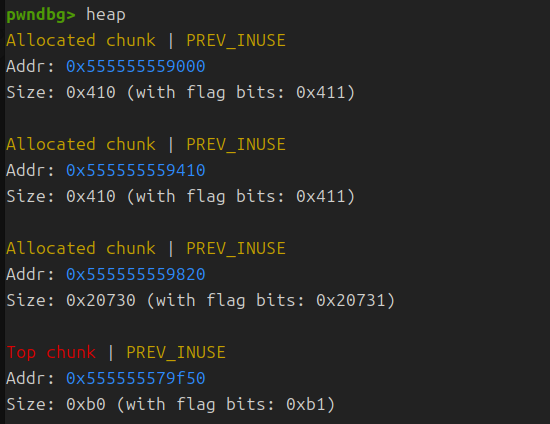 pwndbg> heap
Allocated chunk | PREV_INUSE
Addr: 0x555555559000
Size: 0x410 (with flag bits: 0x411)
Allocated chunk | PREV_INUSE
Addr: 0x555555559410
Size: 0x410 (with flag bits: 0x411)
Allocated chunk | PREV_INUSE
Addr: 0x555555559820
Size: 0x20730 (with flag bits: 0x20731)
Top chunk | PREV_INUSE
Addr: 0x555555579f50
Size: 0xb0 (with flag bits: 0xb1)